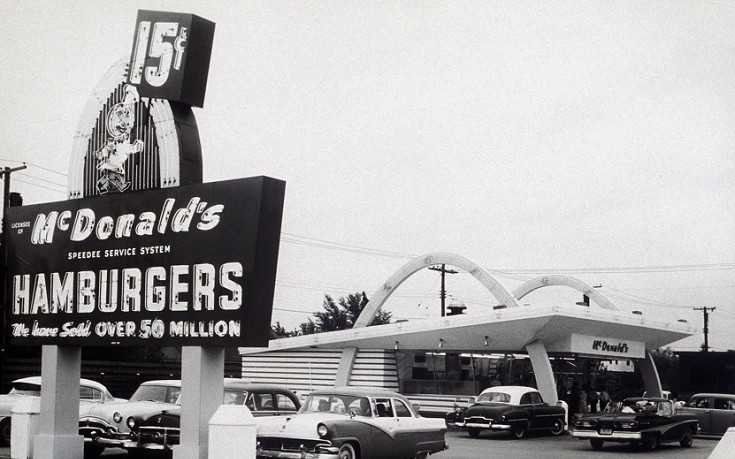 15¢
LICENSEE OF
McDonald's
SPEEDEE SERVICE SYSTEM
HAMBURGERS
We have Sold OVER 50 MILLION
McDonald's